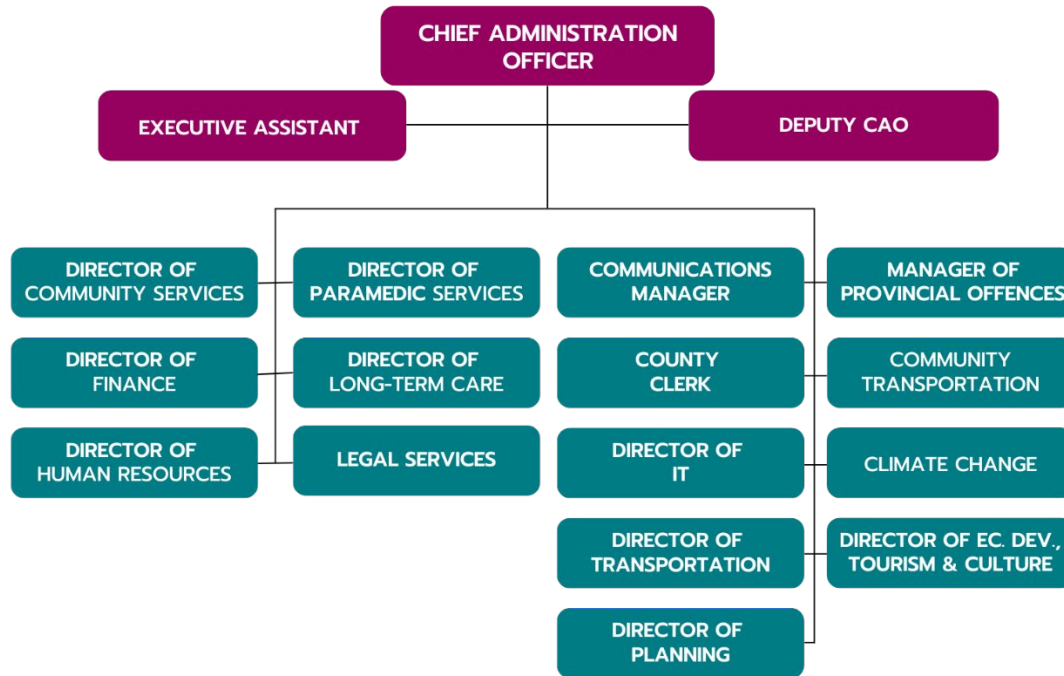 CHIEF ADMINISTRATION
OFFICER
EXECUTIVE ASSISTANT
DEPUTY CAO
DIRECTOR OF
COMMUNITY SERVICES
DIRECTOR OF
PARAMEDIC SERVICES
COMMUNICATIONS
MANAGER
MANAGER OF
PROVINCIAL OFFENCES
DIRECTOR OF
FINANCE
DIRECTOR OF
LONG-TERM CARE
COUNTY
CLERK
COMMUNITY
TRANSPORTATION
DIRECTOR OF
HUMAN RESOURCES
LEGAL SERVICES
DIRECTOR OF
IT
CLIMATE CHANGE
DIRECTOR OF
TRANSPORTATION
DIRECTOR OF EC. DEV.,
TOURISM & CULTURE
DIRECTOR OF
PLANNING